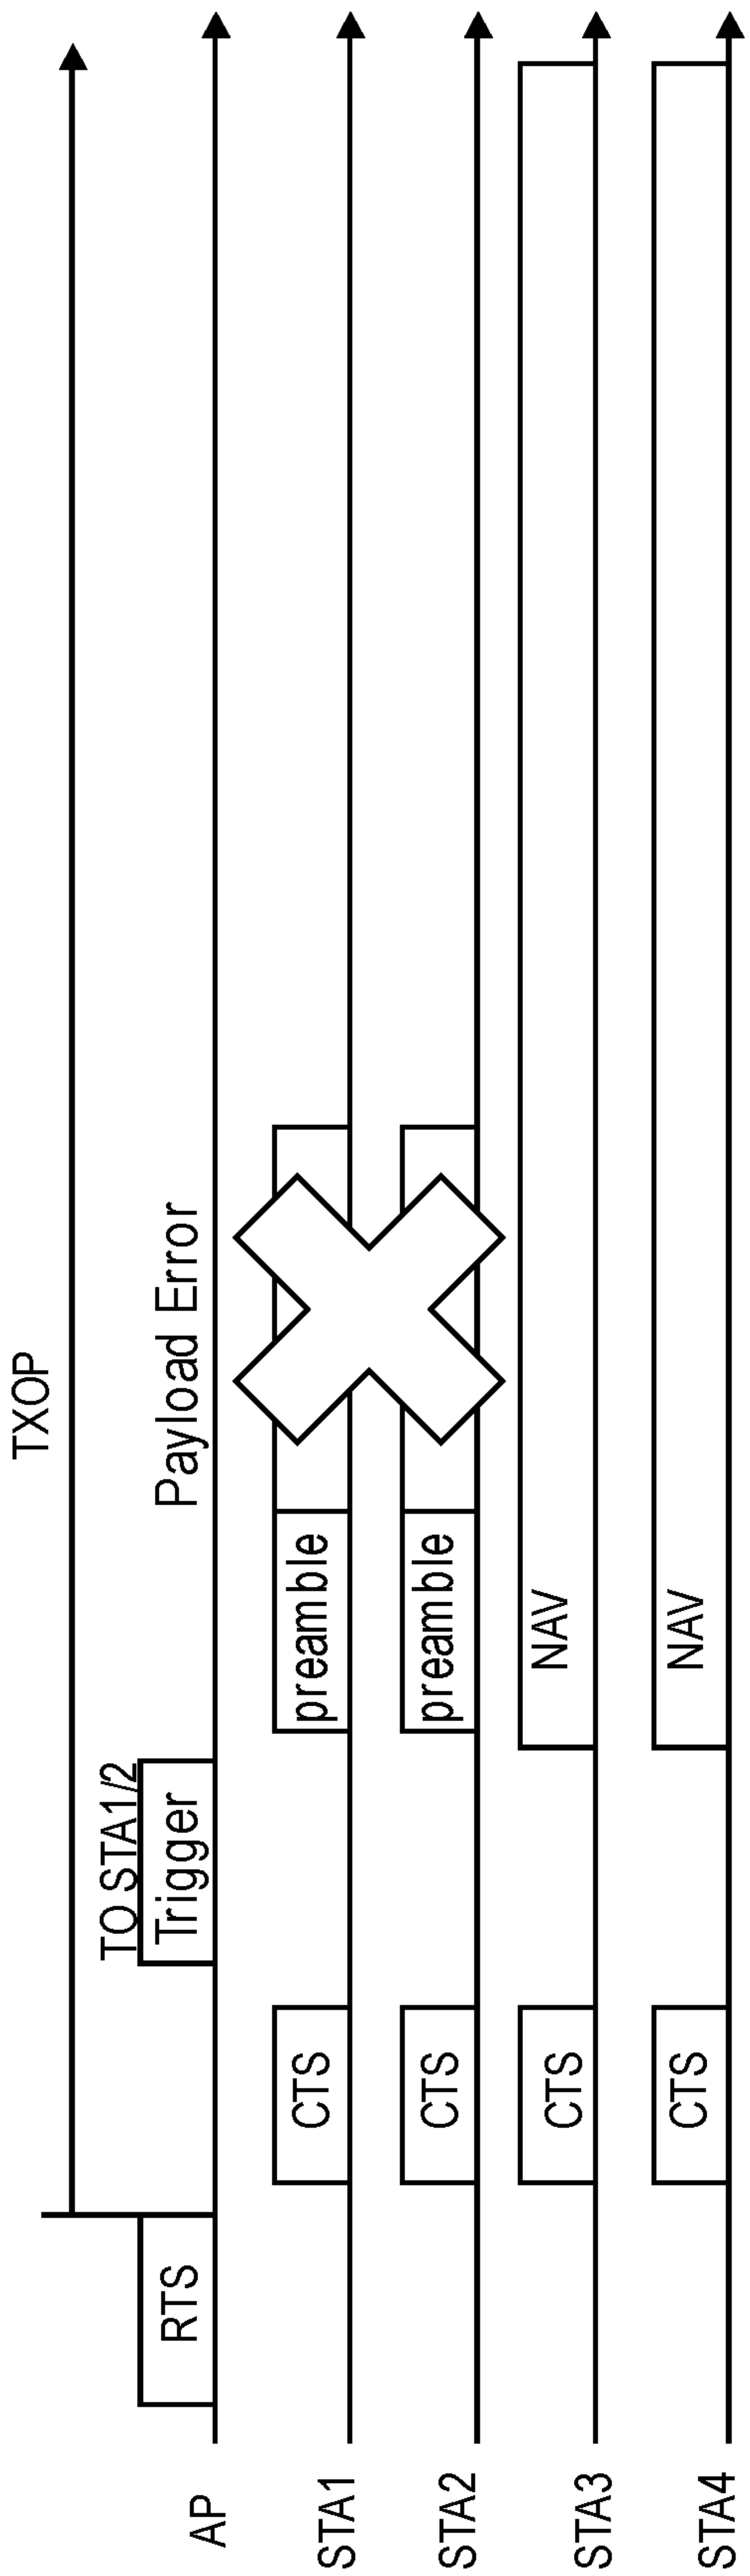 TXOP
TO STA1/2
Payload Error
AP
RTS
Trigger
STA1
CTS
preamble
STA2
CTS
preamble
STA3
CTS
NAV
STA4
CTS
NAV